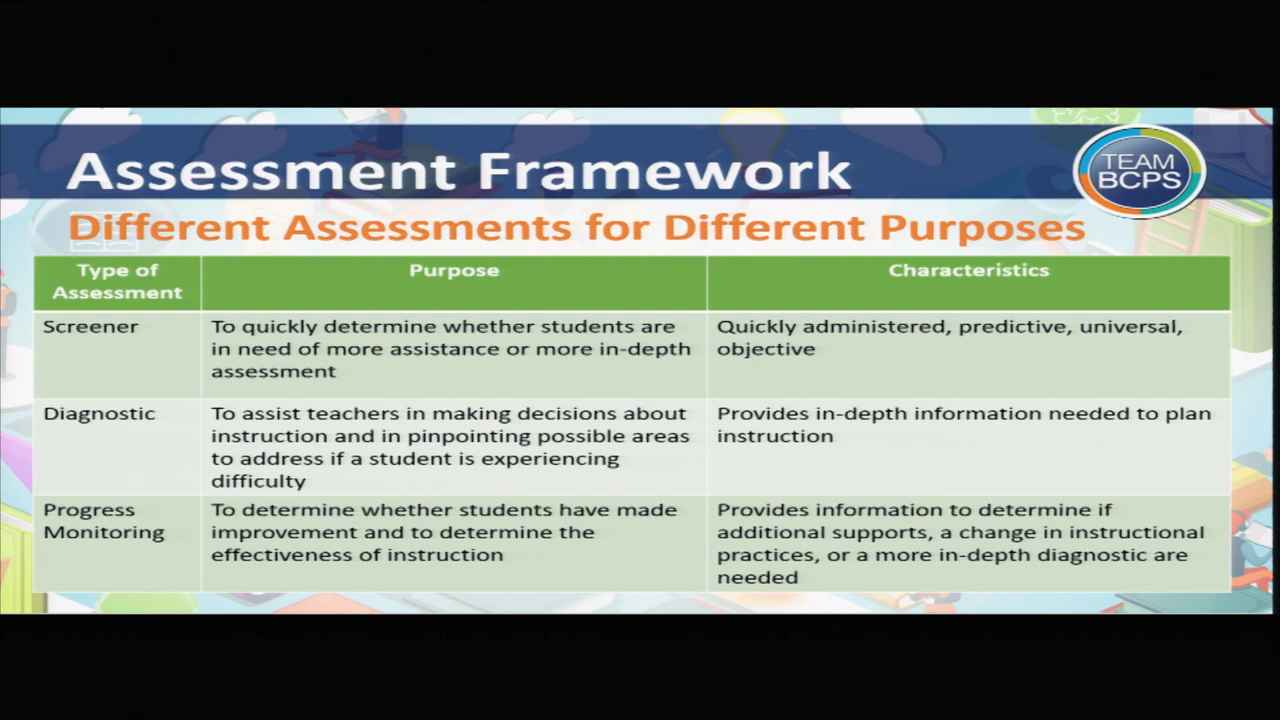 Assessment Framework
TEAM
BCPS
Different Assessments for Different Purposes
Type of
Assessment
Purpose
Characteristics
Screener
To quickly determine whether students are
in need of more assistance or more in-depth
assessment
Quickly administered, predictive, universal,
objective
Diagnostic
To assist teachers in making decisions about
instruction and in pinpointing possible areas
to address if a student is experiencing
difficulty
Provides in-depth information needed to plan
instruction
Progress
Monitoring
To determine whether students have made
improvement and to determine the
effectiveness of instruction
Provides information to determine if
additional supports, a change in instructional
practices, or a more in-depth diagnostic are
needed